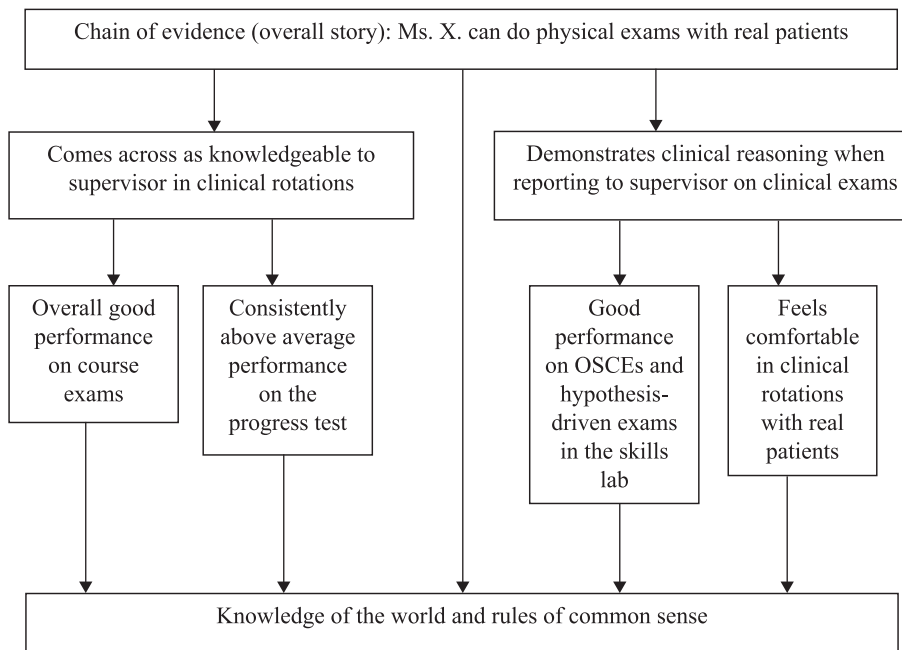 Chain of evidence (overall story): Ms. X. can do physical exams with real patients
Comes across as knowledgeable to
supervisor in clinical rotations
Demonstrates clinical reasoning when
reporting to supervisor on clinical exams
Overall good
performance
on course
exams
Consistently
above average
performance
on the
progress test
Good
performance
on OSCEs and
hypothesis-
driven exams
in the skills
lab
Feels
comfortable
in clinical
rotations
with real
patients
Knowledge of the world and rules of common sense